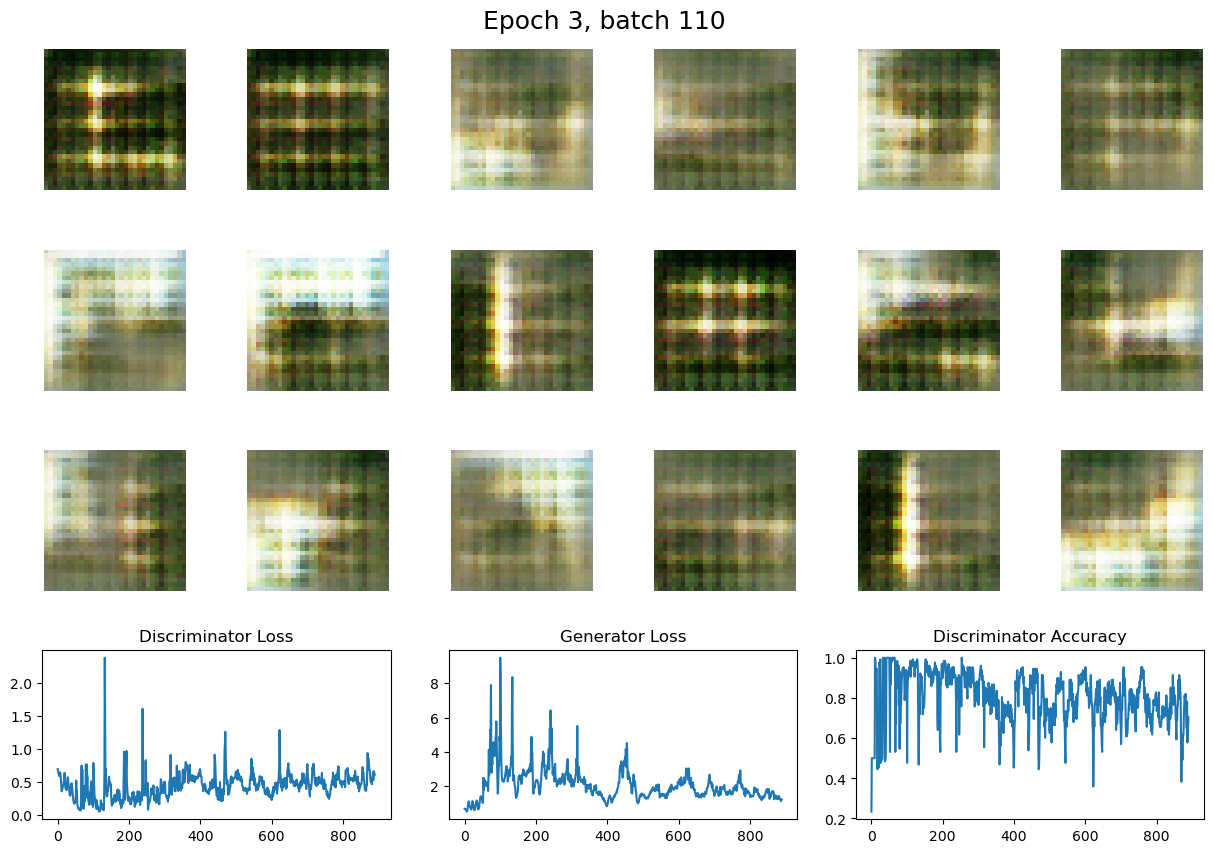 Epoch 3, batch 110
Discriminator Loss
Generator Loss
Discriminator Accuracy
2.0
1.5
1.0
0.5
0.0
0 200 400 600 800
8
6
4
2
0 200 400 600 800
1.0
0.8
0.6
0.4
0.2
0 200 400 600 800